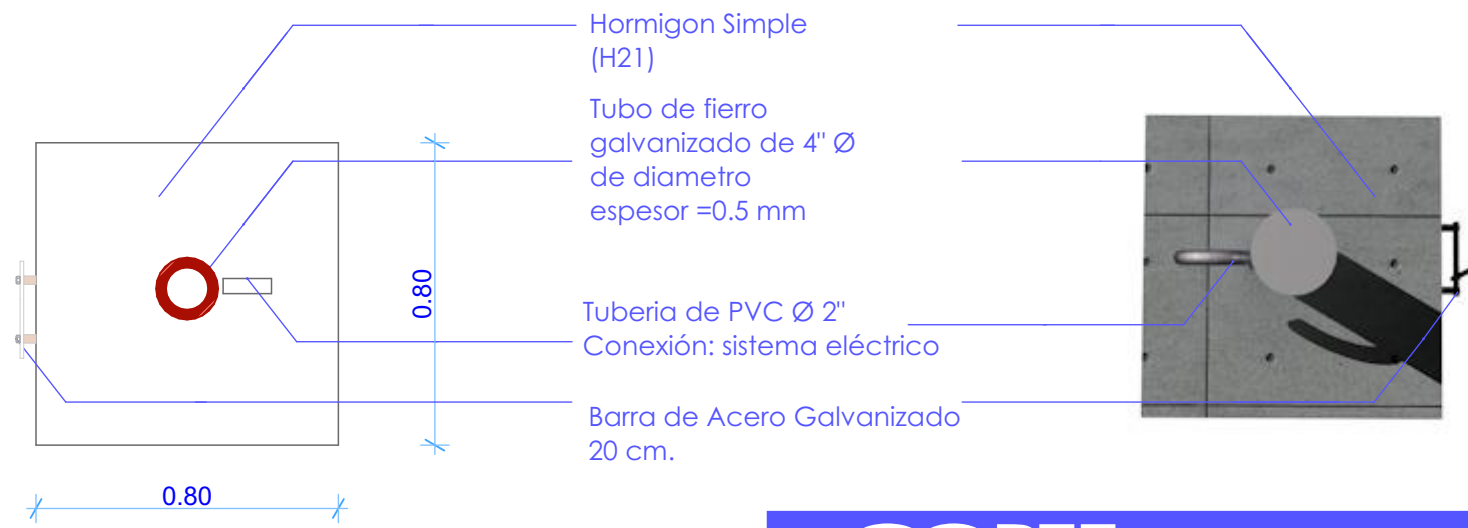 Hormigon Simple
(H21)
Tubo de fierro
galvanizado de 4" Ø
de diametro
espesor =0.5 mm
0.80
Tuberia de PVC Ø 2"
Conexión: sistema eléctrico
Barra de Acero Galvanizado
20 cm.
0.80